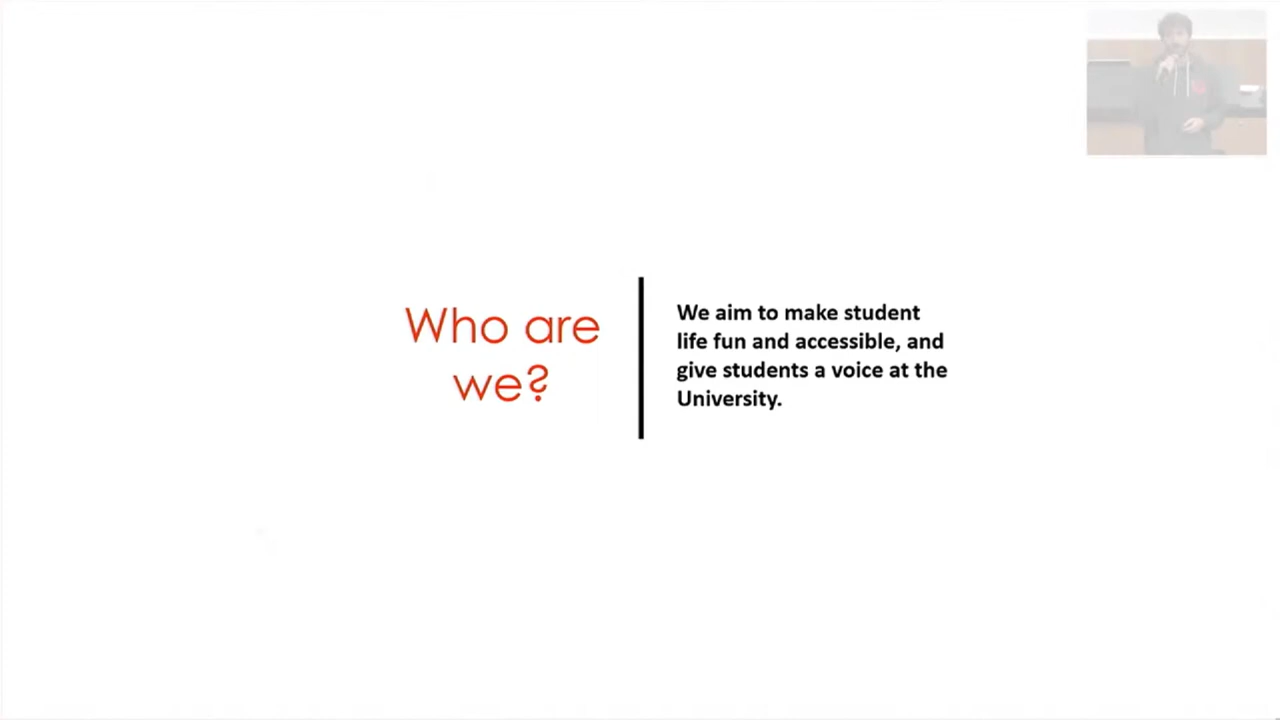 Who are
we?
We aim to make student
life fun and accessible, and
give students a voice at the
University.